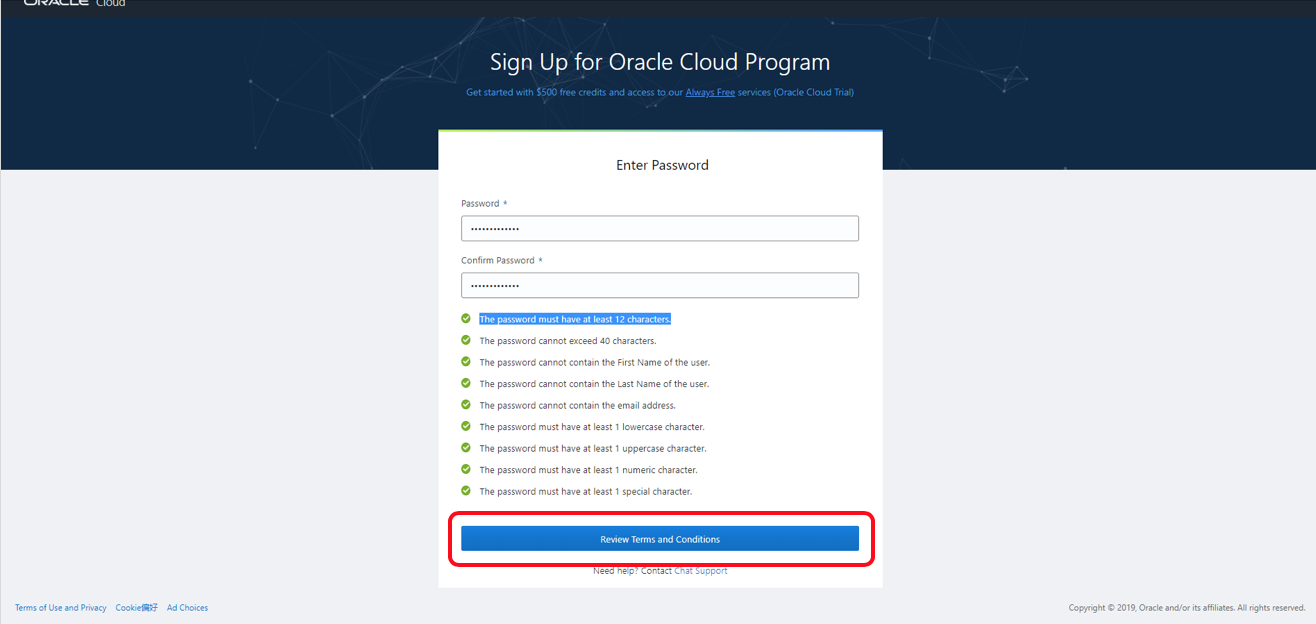 ORACLE Cloud
Sign Up for Oracle Cloud Program
Get started with $500 free credits and access to our Always Free services (Oracle Cloud Trial)
Enter Password
Password *
•••••••••••••
Confirm Password *
•••••••••••••
The password must have at least 12 characters.
The password cannot exceed 40 characters.
The password cannot contain the First Name of the user.
The password cannot contain the Last Name of the user.
The password cannot contain the email address.
The password must have at least 1 lowercase character.
The password must have at least 1 uppercase character.
The password must have at least 1 numeric character.
The password must have at least 1 special character.
Review Terms and Conditions
Need help? Contact Chat Support
Terms of Use and Privacy Cookie偏好 Ad Choices
Copyright © 2019, Oracle and/or its affiliates. All rights reserved.